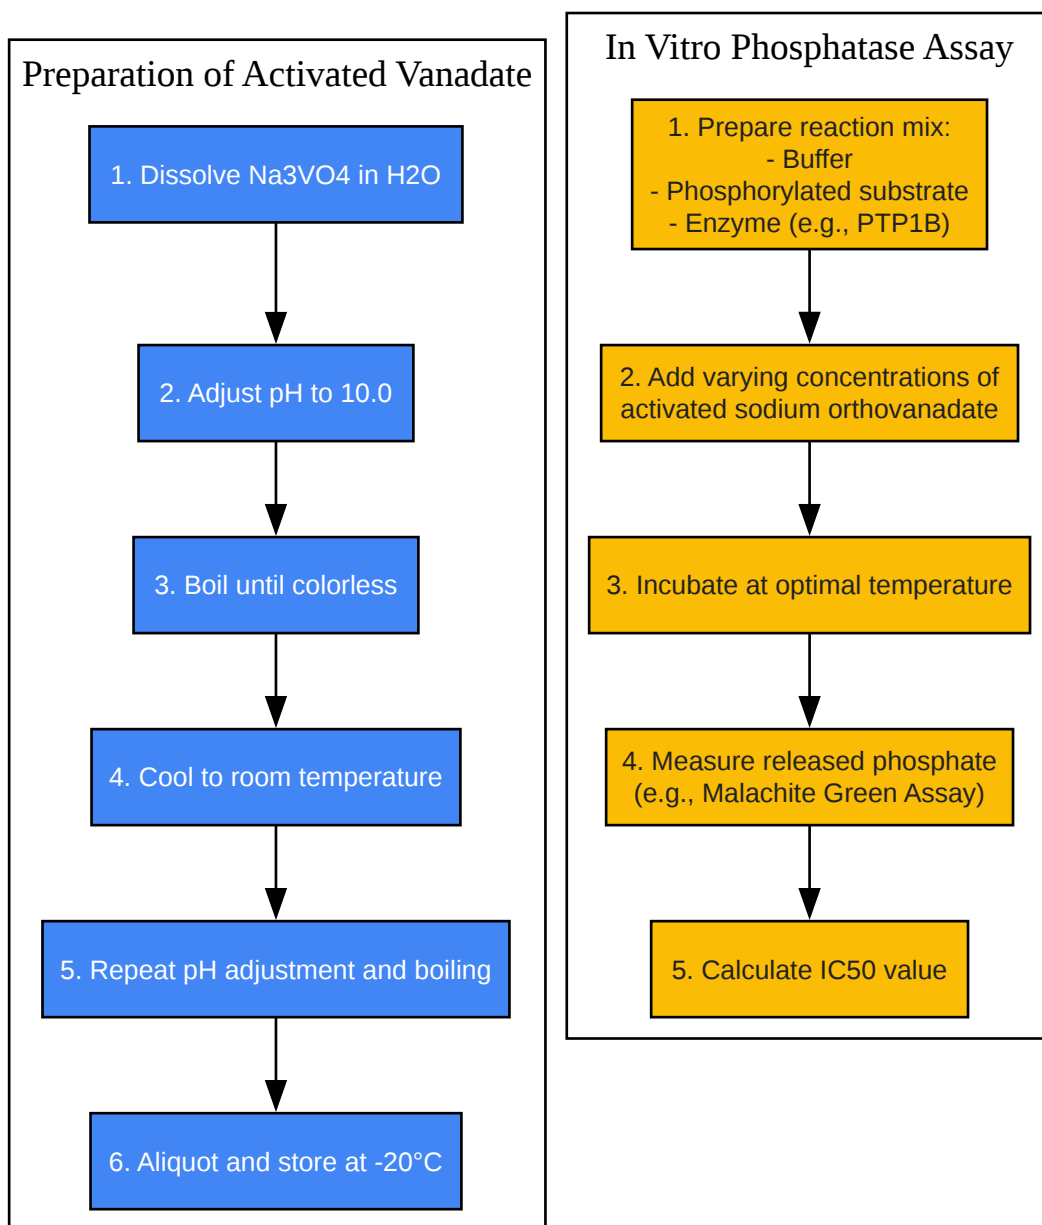 Preparation of Activated Vanadate
1. Dissolve Na3VO4 in H2O
2. Adjust pH to 10.0
3. Boil until colorless
4. Cool to room temperature
5. Repeat pH adjustment and boiling
6. Aliquot and store at -20°C
In Vitro Phosphatase Assay
1. Prepare reaction mix:
- Buffer
- Phosphorylated substrate
- Enzyme (e.g., PTP1B)
2. Add varying concentrations of
activated sodium orthovanadate
3. Incubate at optimal temperature
4. Measure released phosphate
(e.g., Malachite Green Assay)
5. Calculate IC50 value